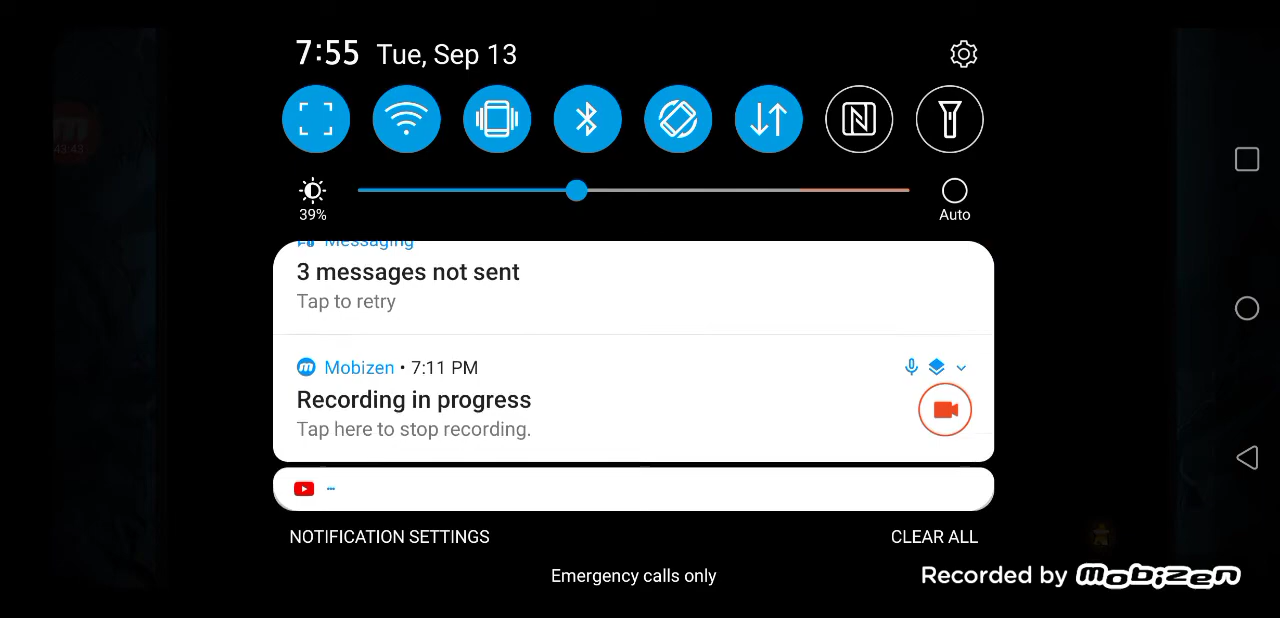 7:55 Tue, Sep 13
39%
Auto
Messaging
3 messages not sent
Tap to retry
Mobizen • 7:11 PM
Recording in progress
Tap here to stop recording.
NOTIFICATION SETTINGS
CLEAR ALL
Emergency calls only
Recorded by mobizen